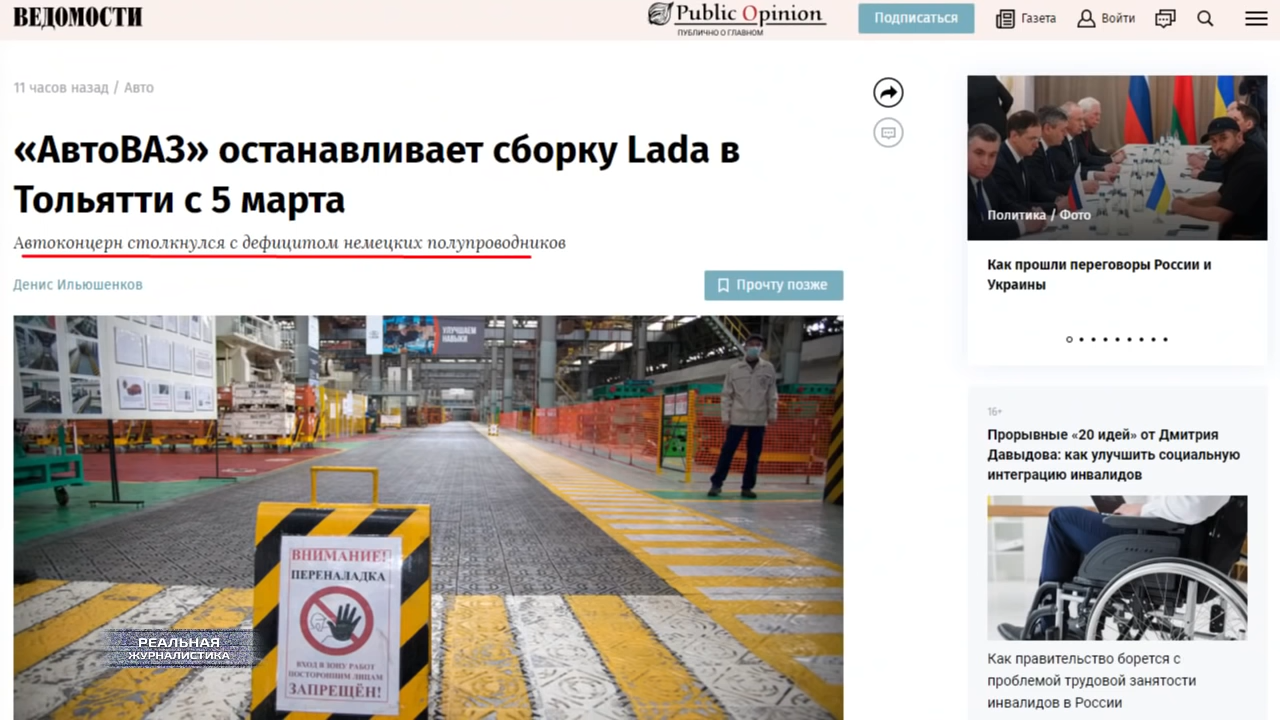 ВЕДОМОСТИ
Public Opinion
ПУБЛИЧНО О ГЛАВНОМ
Подписаться
Газета
Войти
11 часов назад / Авто
«АвтоВАЗ» останавливает сборку Lada в
Тольятти с 5 марта
Автоконцерн столкнулся с дефицитом немецких полупроводников
Денис Ильюшенков
Прочту позже
УЛУЧШАЕМ
НАВЫКИ
ВНИМАНИЕ!
ПЕРЕНАЛАДКА
ВХОД В ЗОНУ РАБОТ
ПОСТОРОННИМ ЛИЦАМ
ЗАПРЕЩЁН!
РЕАЛЬНАЯ
ЖУРНАЛИСТИКА
Политика / Фото
Как прошли переговоры России и
Украины
16+
Прорывные «20 идей» от Дмитрия
Давыдова: как улучшить социальную
интеграцию инвалидов
Как правительство борется с
проблемой трудовой занятости
инвалидов в России